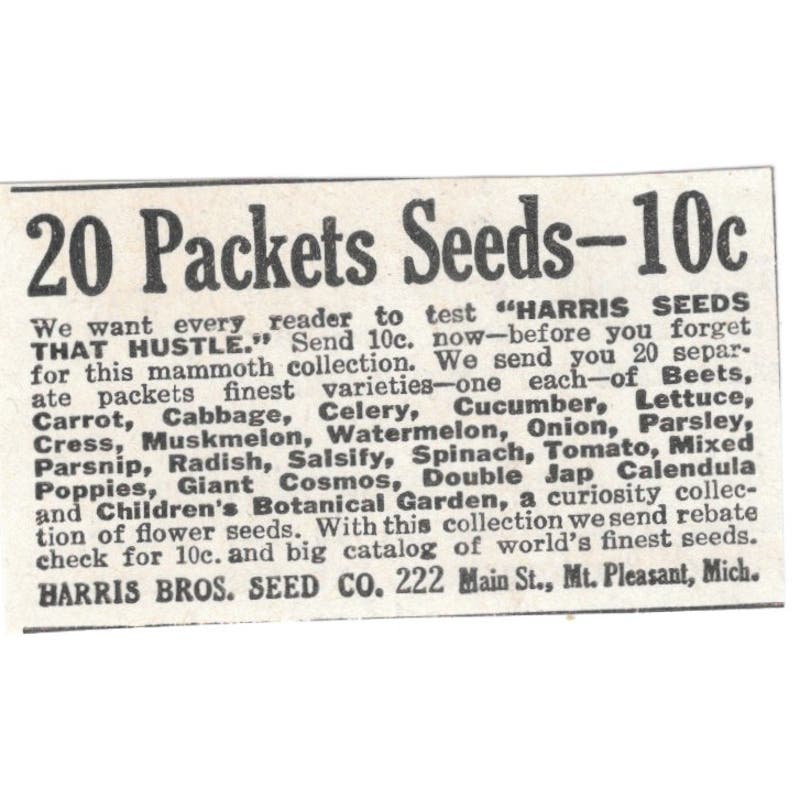 20 Packets Seeds—10c
We want every reader to test "HARRIS SEEDS
THAT HUSTLE." Send 10c. now—before you forget
for this mammoth collection. We send you 20 separ-
ate packets finest varieties—one each—of Beets,
Carrot, Cabbage, Celery, Cucumber, Lettuce,
Cress, Muskmelon, Watermelon, Onion, Parsley,
Parsnip, Radish, Salsify, Spinach, Tomato, Mixed
Poppies, Giant Cosmos, Double Jap Calendula
and Children's Botanical Garden, a curiosity collec-
tion of flower seeds. With this collection we send rebate
check for 10c. and big catalog of world's finest seeds.
HARRIS BROS. SEED CO. 222 Main St., Mt. Pleasant, Mich.